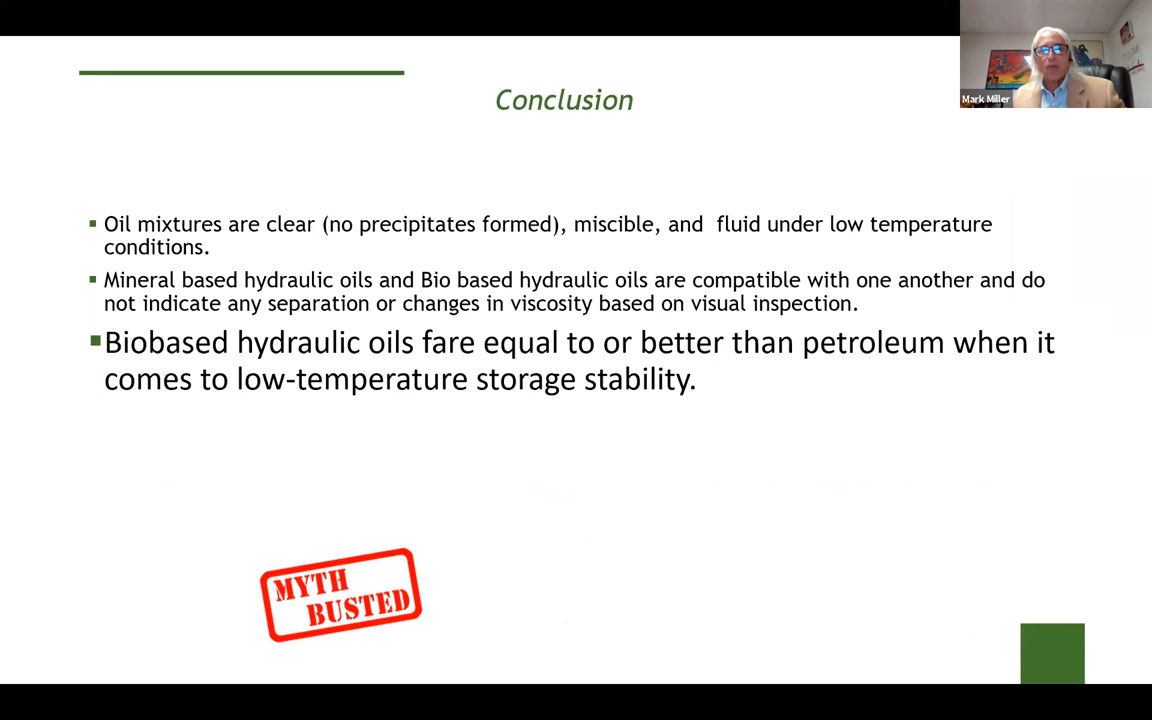 Mark Miller
Conclusion
▪ Oil mixtures are clear (no precipitates formed), miscible, and fluid under low temperature
conditions.
▪ Mineral based hydraulic oils and Bio based hydraulic oils are compatible with one another and do
not indicate any separation or changes in viscosity based on visual inspection.
▪Biobased hydraulic oils fare equal to or better than petroleum when it
comes to low-temperature storage stability.
MYTH
BUSTED